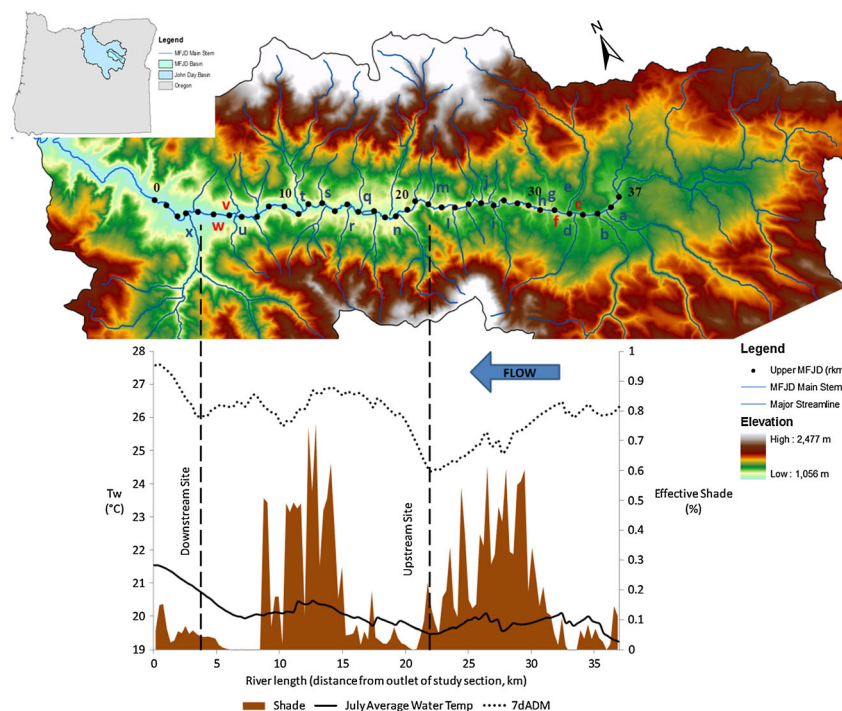 Legend
MFJD Main Stem
MFJD Basin
John Day Basin
Oregon
N
0
10
20
30
37
x
w
v
u
t
s
r
q
n
m
l
j
i
h
g
f
e
d
c
b
a
28
27
26
25
24
23
22
21
20
19
Tw
(°C)
Downstream Site
Upstream Site
FLOW
1
0.9
0.8
0.7
0.6
0.5
0.4
0.3
0.2
0.1
0
Effective Shade
(%)
0 5 10 15 20 25 30 35
River length (distance from outlet of study section, km)
Shade July Average Water Temp 7dADM
Legend
Upper MFJD (rkm
MFJD Main Stem
Major Streamline
Elevation
High : 2,477 m
Low : 1,056 m